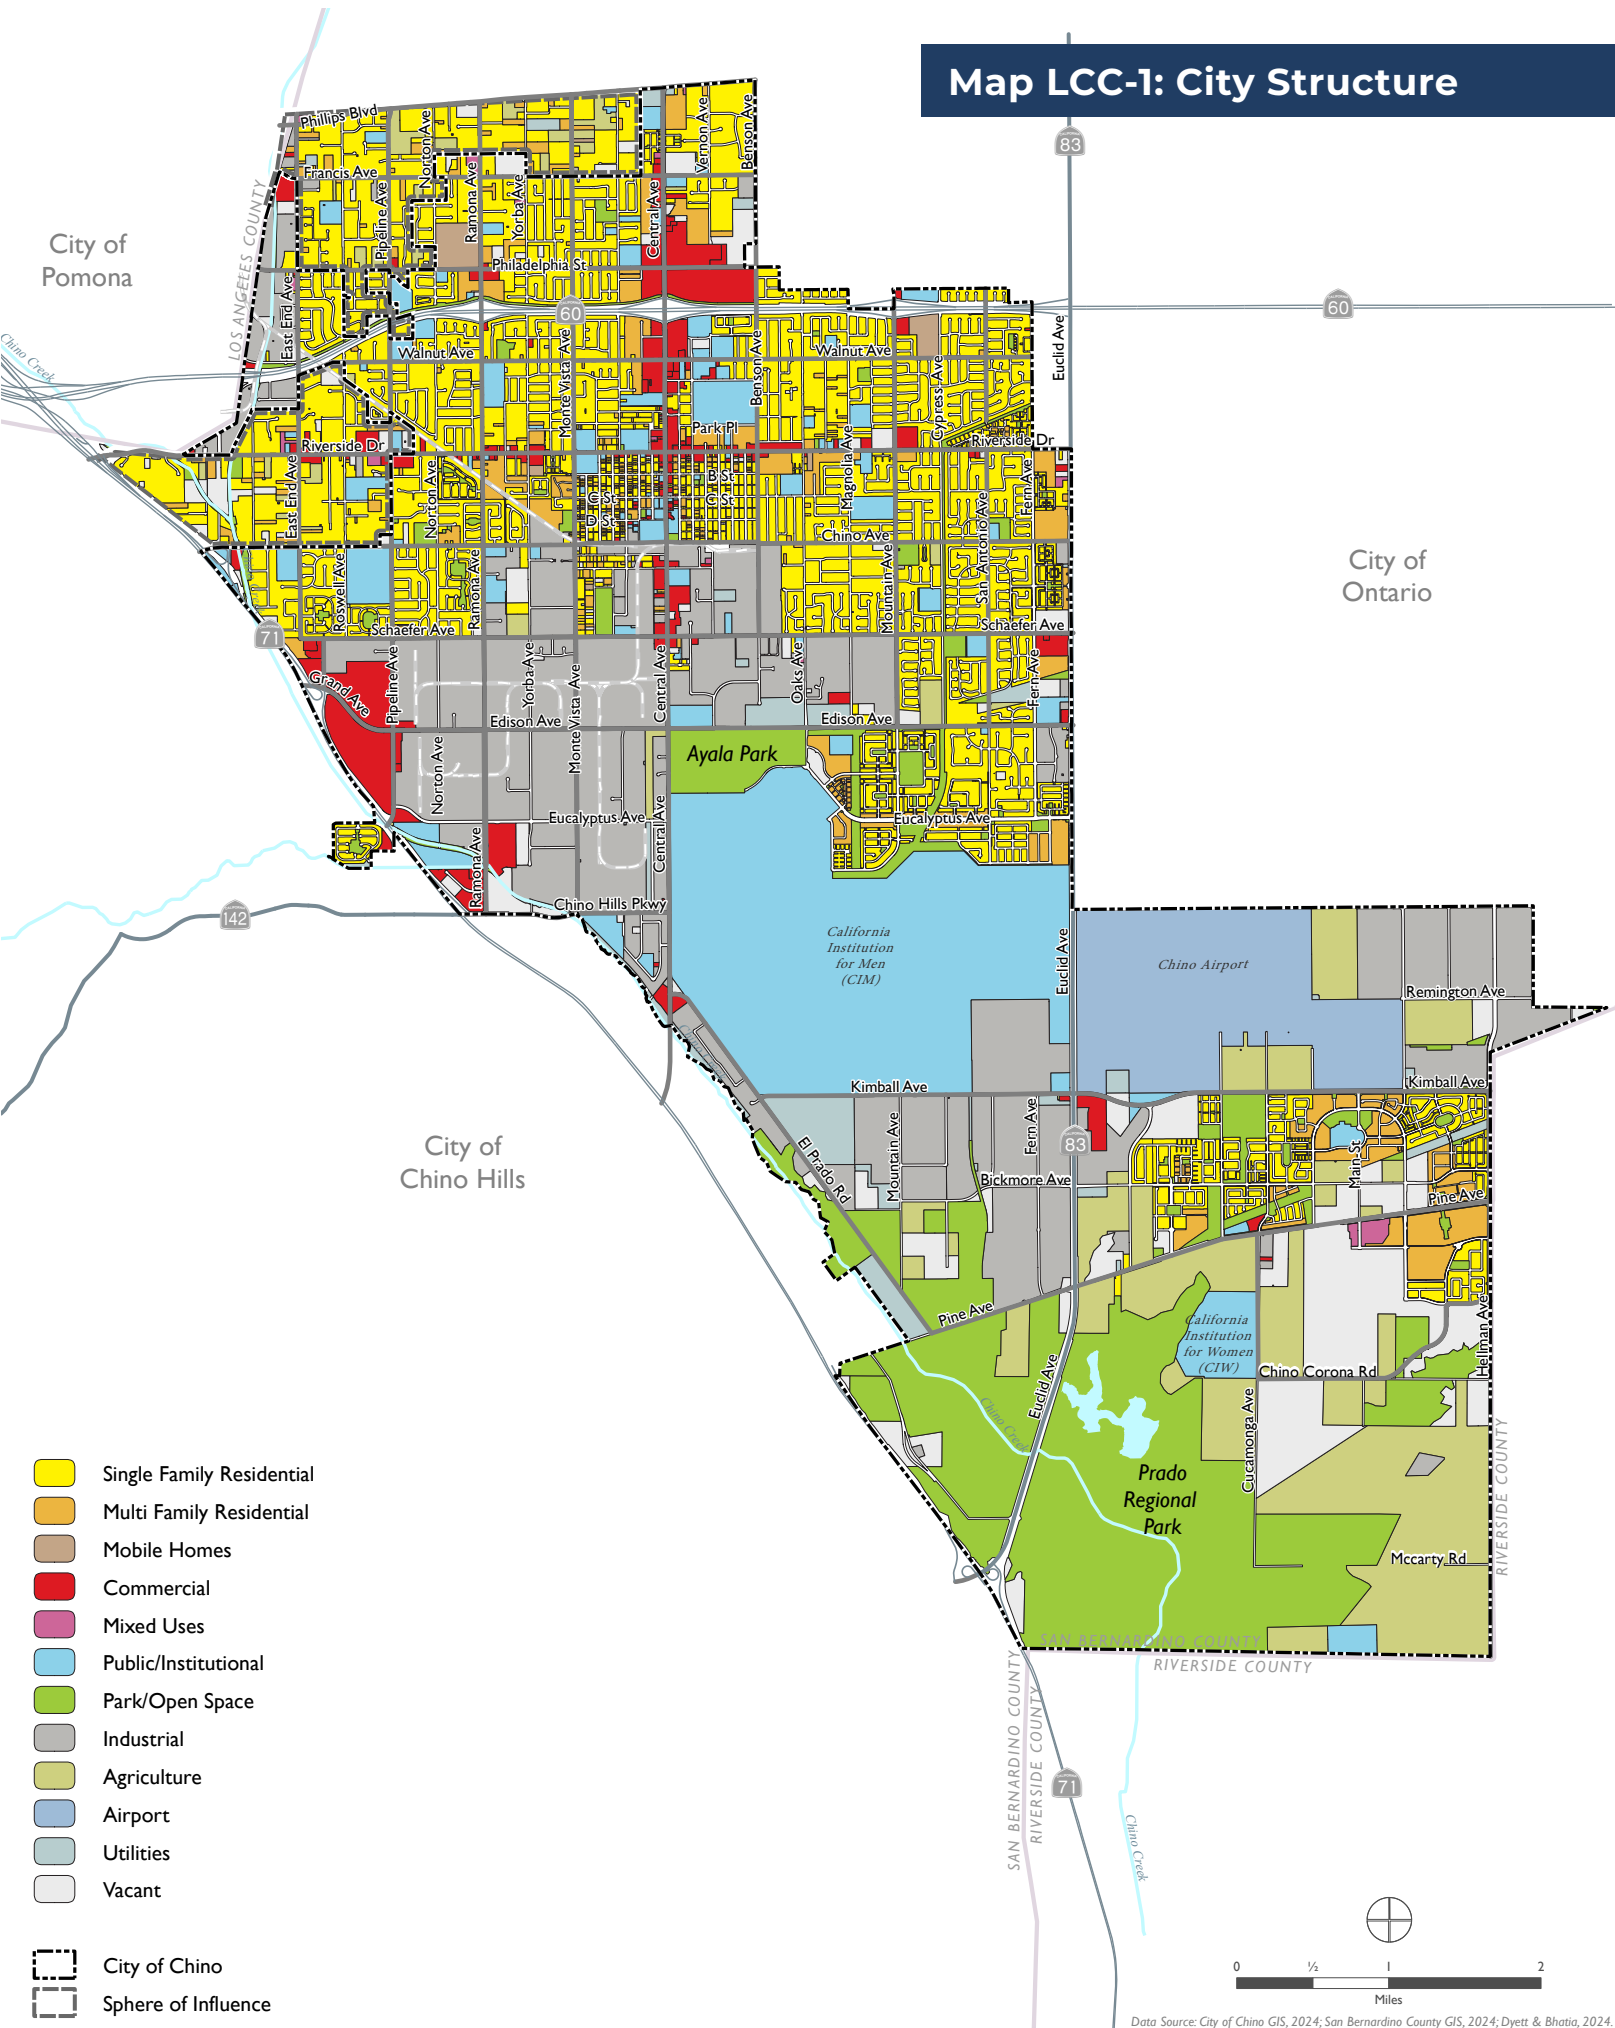 Map LCC-1: City Structure
83
Phillips Blvd
Norton Ave
Vernon Ave
Benson Ave
Francis Ave
Pipeline Ave
Ramona Ave
Yorba Ave
Central Ave
LOS ANGELES COUNTY
City of
Pomona
Philadelphia St
East End Ave
60
60
Chino Creek
Walnut Ave
Monte Vista Ave
Benson Ave
Walnut Ave
Cypress Ave
Euclid Ave
Park Pl
Riverside Dr
Magnolia Ave
Riverside Dr
East End Ave
Norton Ave
B St
C St
C St
D St
San Antonio Ave
Fern Ave
Chino Ave
City of
Ontario
Roswell Ave
Ramona Ave
Mountain Ave
71
Schaefer Ave
Schaefer Ave
Grand Ave
Pipeline Ave
Yorba Ave
Monte Vista Ave
Central Ave
Oaks Ave
Fern Ave
Edison Ave
Edison Ave
Norton Ave
Ayala Park
Eucalyptus Ave
Central Ave
Eucalyptus Ave
Ramona Ave
Chino Hills Pkwy
142
California
Institution
for Men
(CIM)
Euclid Ave
Chino Airport
Remington Ave
Kimball Ave
Kimball Ave
City of
Chino Hills
El Prado Rd
Mountain Ave
Fern Ave
83
Main St
Bickmore Ave
Pine Ave
Pine Ave
California
Institution
for Women
(CIW)
Hellman Ave
Chino Corona Rd
Euclid Ave
Chino Creek
Cucamonga Ave
Prado
Regional
Park
RIVERSIDE COUNTY
Mccarty Rd
SAN BERNARDINO COUNTY
RIVERSIDE COUNTY
SAN BERNARDINO COUNTY
RIVERSIDE COUNTY
71
Chino Creek
Single Family Residential
Multi Family Residential
Mobile Homes
Commercial
Mixed Uses
Public/Institutional
Park/Open Space
Industrial
Agriculture
Airport
Utilities
Vacant
City of Chino
Sphere of Influence
0 ½ 1 2
Miles
Data Source: City of Chino GIS, 2024; San Bernardino County GIS, 2024; Dyett & Bhatia, 2024.